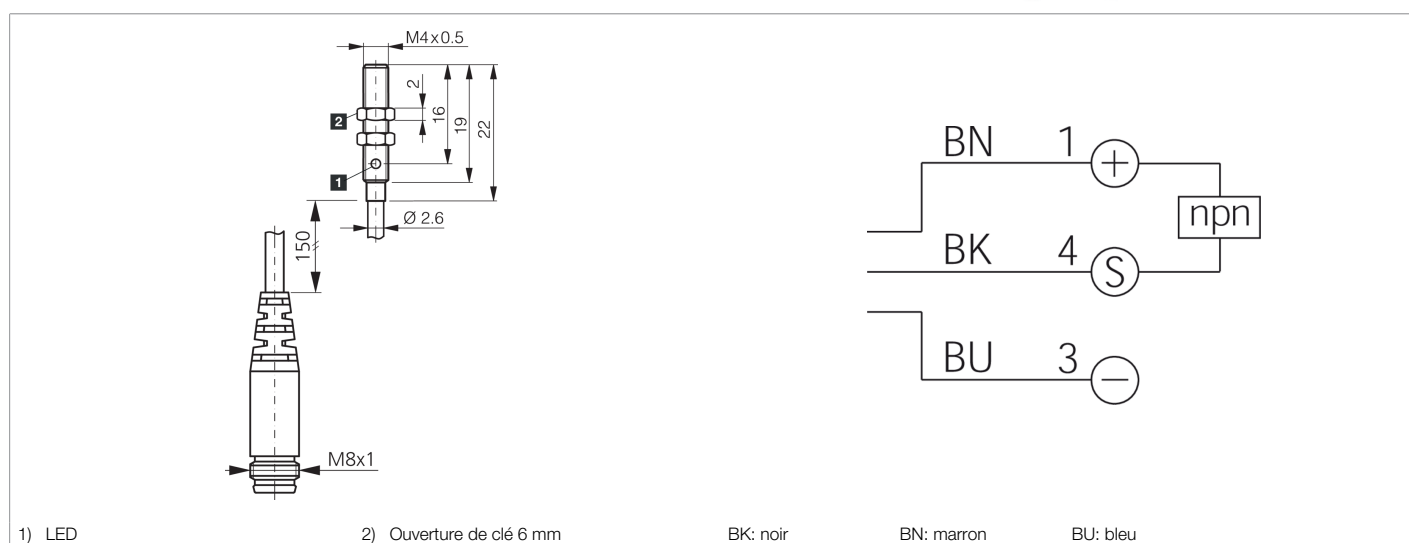 M4x0.5
2
16
19
22
2
1
Ø 2.6
150
M8x1
BN 1 +
npn
BK 4 S
BU 3 −
1) LED 2) Ouverture de clé 6 mm BK: noir BN: marron BU: bleu